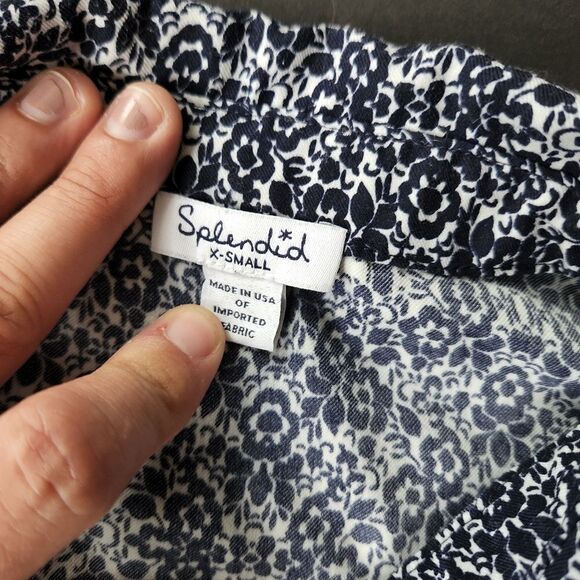 Splendid
X-SMALL
MADE IN USA
OF
IMPORTED
FABRIC